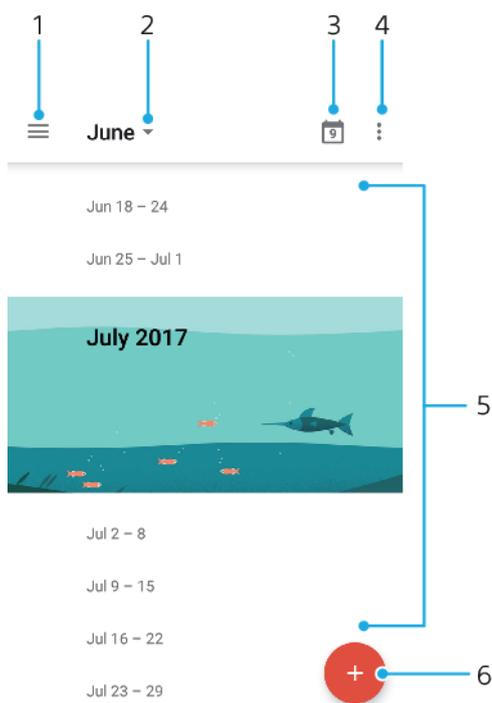 1 2 3 4
June 9
Jun 18 – 24
Jun 25 – Jul 1
July 2017
5
Jul 2 – 8
Jul 9 – 15
Jul 16 – 22
+ 6
Jul 23 – 29